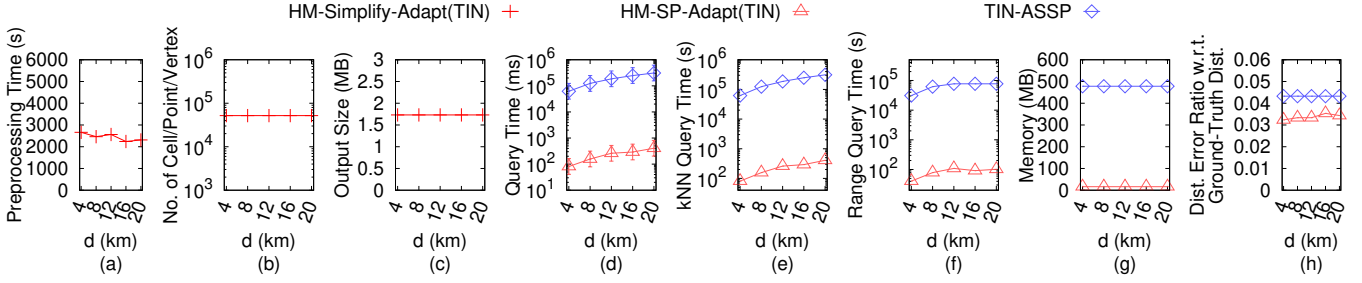 HM-Simplify-Adapt(TIN) HM-SP-Adapt(TIN) TIN-ASSP
Preprocessing Time (s)
6000
5000
4000
3000
2000
1000
0
4 8 12 16 20
d (km)
(a)
No. of Cell/Point/Vertex
10^6
10^5
10^4
10^3
4 8 12 16 20
d (km)
(b)
Output Size (MB)
3
2.5
2
1.5
1
0.5
0
4 8 12 16 20
d (km)
(c)
Query Time (ms)
10^6
10^5
10^4
10^3
10^2
10^1
4 8 12 16 20
d (km)
(d)
kNN Query Time (s)
10^6
10^5
10^4
10^3
10^2
4 8 12 16 20
d (km)
(e)
Range Query Time (s)
10^5
10^4
10^3
10^2
4 8 12 16 20
d (km)
(f)
Memory (MB)
600
500
400
300
200
100
0
4 8 12 16 20
d (km)
(g)
Dist. Error Ratio w.r.t.
Ground-Truth Dist.
0.06
0.05
0.04
0.03
0.02
0.01
0
4 8 12 16 20
d (km)
(h)